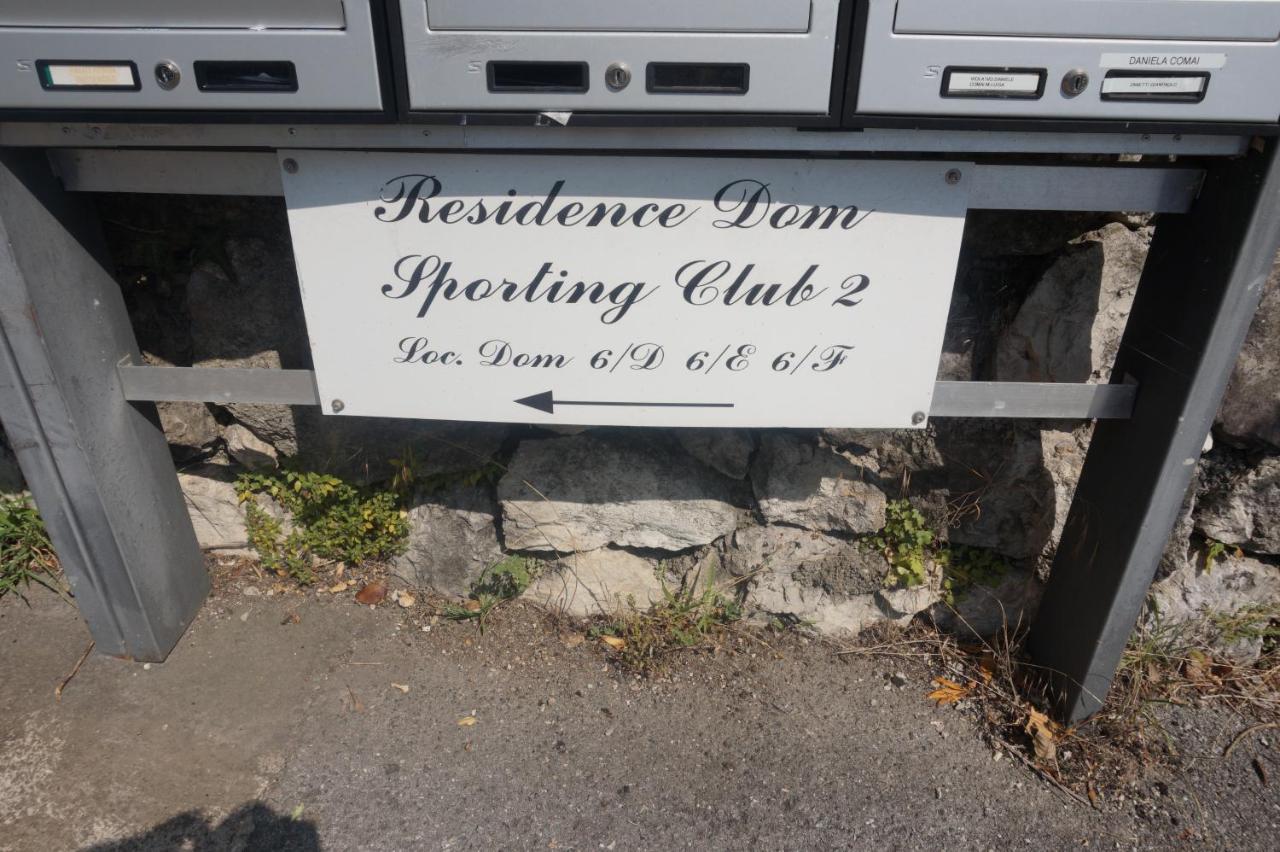 DANIELA COMAI
Residence Dom
Sporting Club 2
Loc. Dom 6/D 6/E 6/F